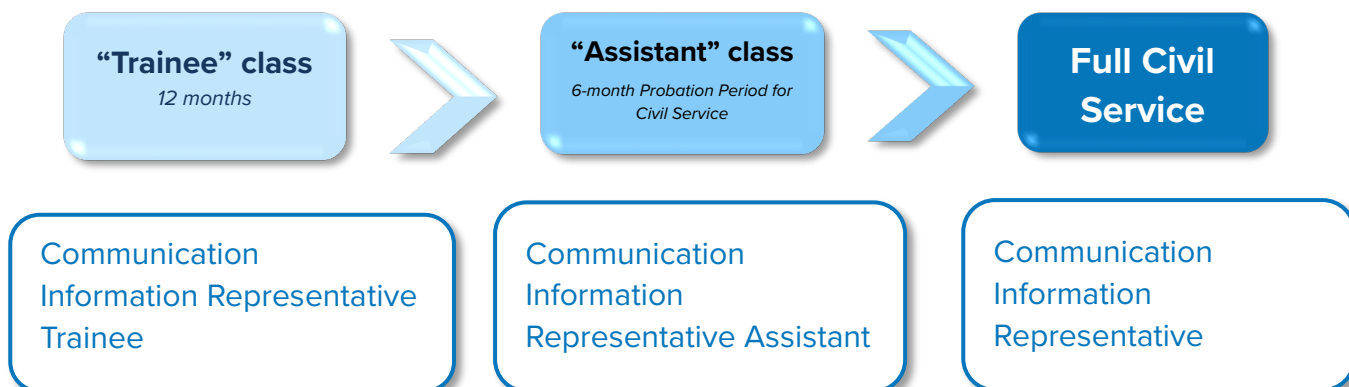 “Trainee” class
12 months
“Assistant” class
6-month Probation Period for
Civil Service
Full Civil
Service
Communication
Information Representative
Trainee
Communication
Information
Representative Assistant
Communication
Information
Representative